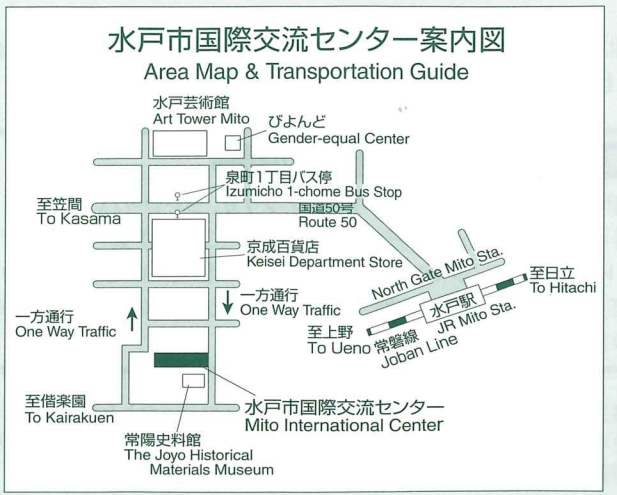 水戸市国際交流センター案内図
Area Map & Transportation Guide
水戸芸術館
Art Tower Mito
びよんど
Gender-equal Center
泉町1丁目バス停
Izumicho 1-chome Bus Stop
至笠間
To Kasama
国道50号
Route 50
京成百貨店
Keisei Department Store
North Gate Mito Sta.
至日立
To Hitachi
水戸駅
JR Mito Sta.
一方通行
One Way Traffic
一方通行
One Way Traffic
至上野
To Ueno
常磐線
Joban Line
至偕楽園
To Kairakuen
水戸市国際交流センター
Mito International Center
常陽史料館
The Joyo Historical
Materials Museum